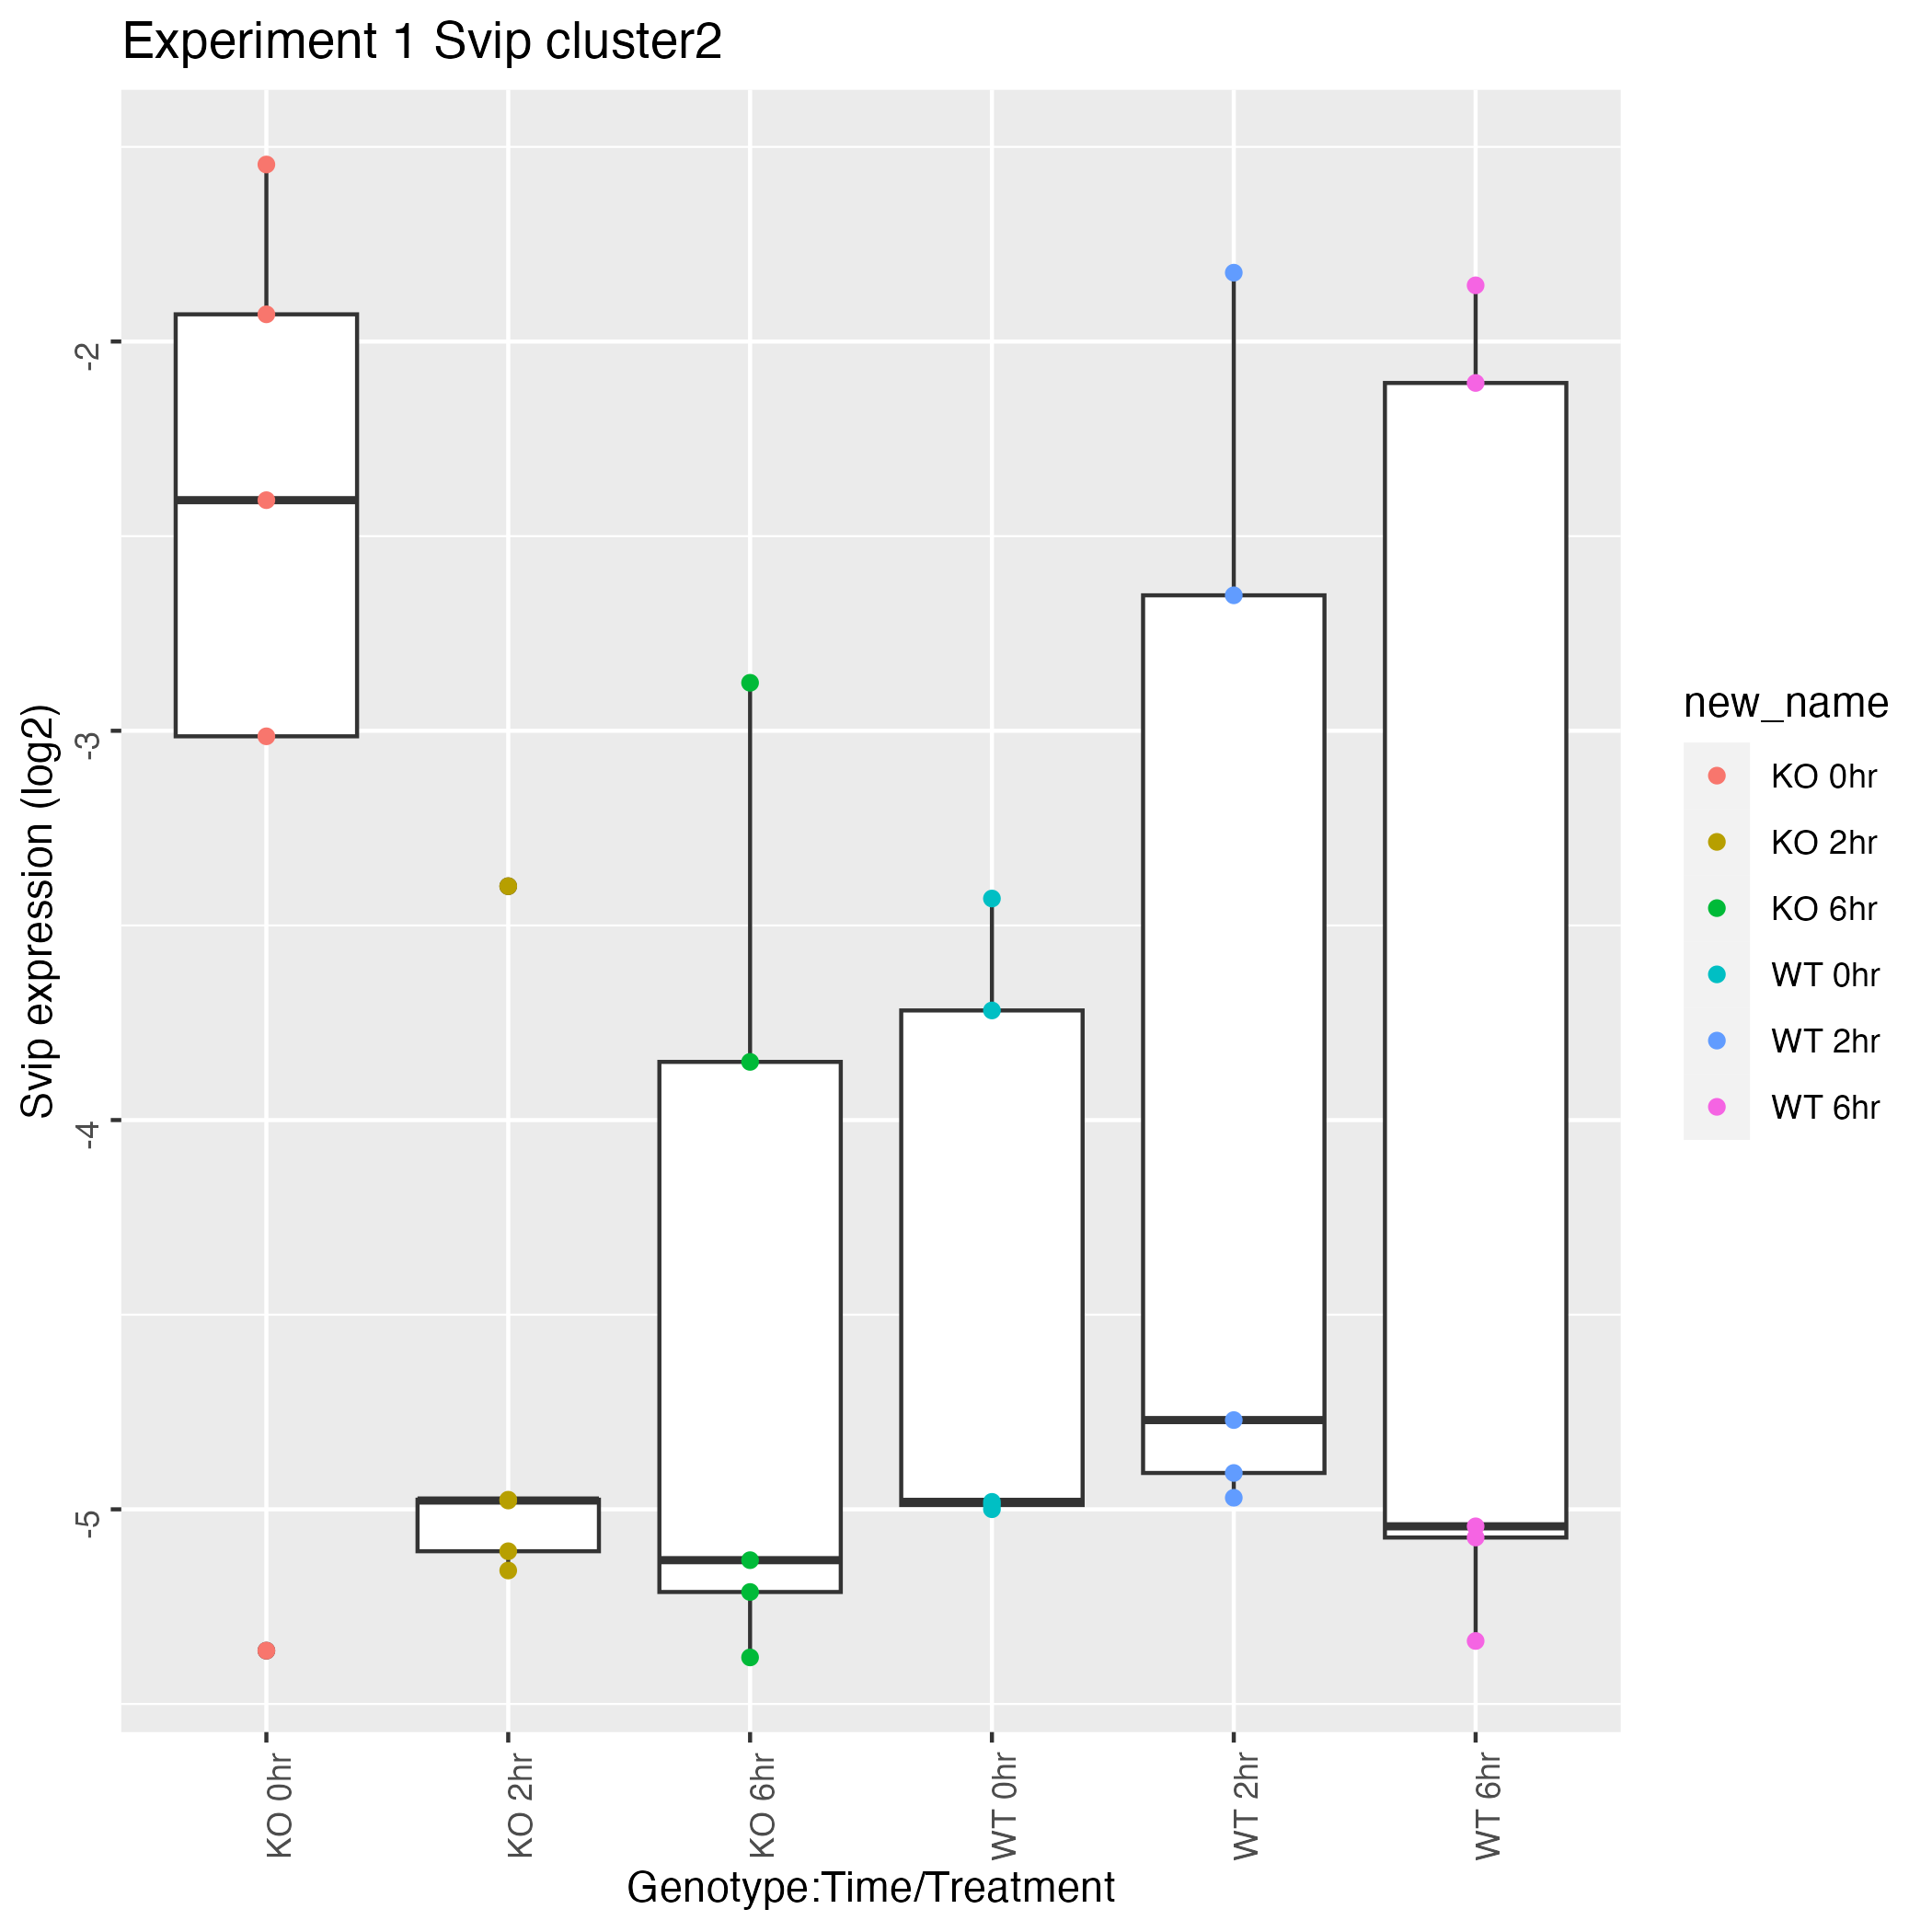 Experiment 1 Svip cluster2
Svip expression (log2)
-2
-3
-4
-5
KO 0hr
KO 2hr
KO 6hr
WT 0hr
WT 2hr
WT 6hr
Genotype:Time/Treatment
new_name
KO 0hr
KO 2hr
KO 6hr
WT 0hr
WT 2hr
WT 6hr